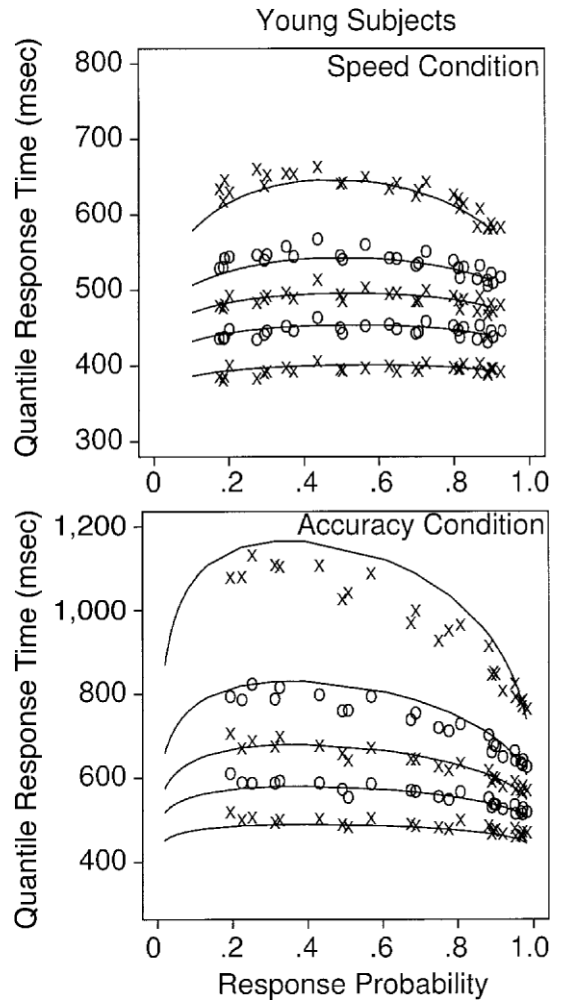 Young Subjects
Speed Condition
Quantile Response Time (msec)
800
700
600
500
400
300
0 .2 .4 .6 .8 1.0
Accuracy Condition
Quantile Response Time (msec)
1,200
1,000
800
600
400
0 .2 .4 .6 .8 1.0
Response Probability